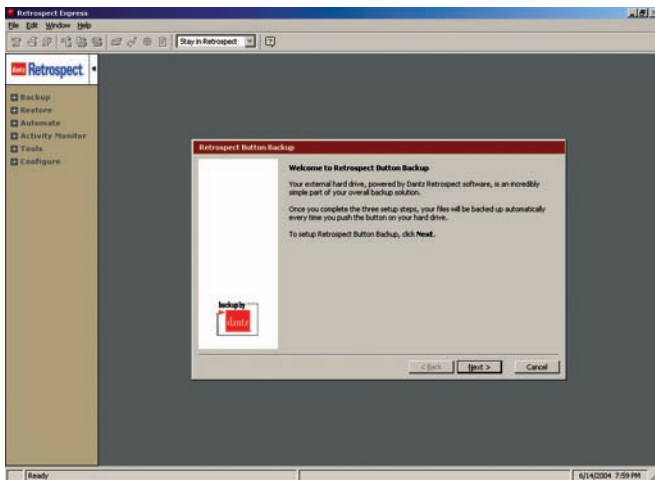 Retrospect Express
File Edit Window Help
Stay in Retrospect
dantz Retrospect
Backup
Restore
Automate
Activity Monitor
Tools
Configure
Retrospect Button Backup
Welcome to Retrospect Button Backup
Your external hard drive, powered by Dantz Retrospect software, is an incredibly
simple part of your overall backup solution.
Once you complete the three setup steps, your files will be backed up automatically
every time you push the button on your hard drive.
To setup Retrospect Button Backup, click Next.
backup by
dantz
< Back Next > Cancel
Ready 6/14/2004 7:59 PM